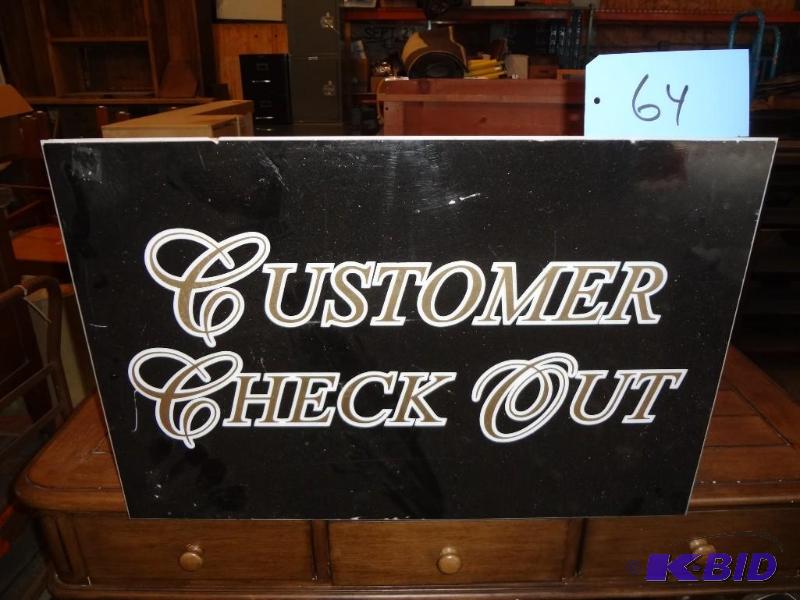 64
CUSTOMER
CHECK OUT
K-BID